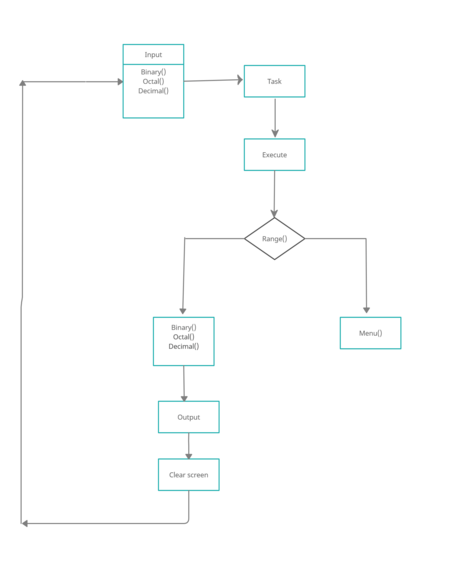 Input
Binary()
Octal()
Decimal()
Task
Execute
Range()
Binary()
Octal()
Decimal()
Menu()
Output
Clear screen